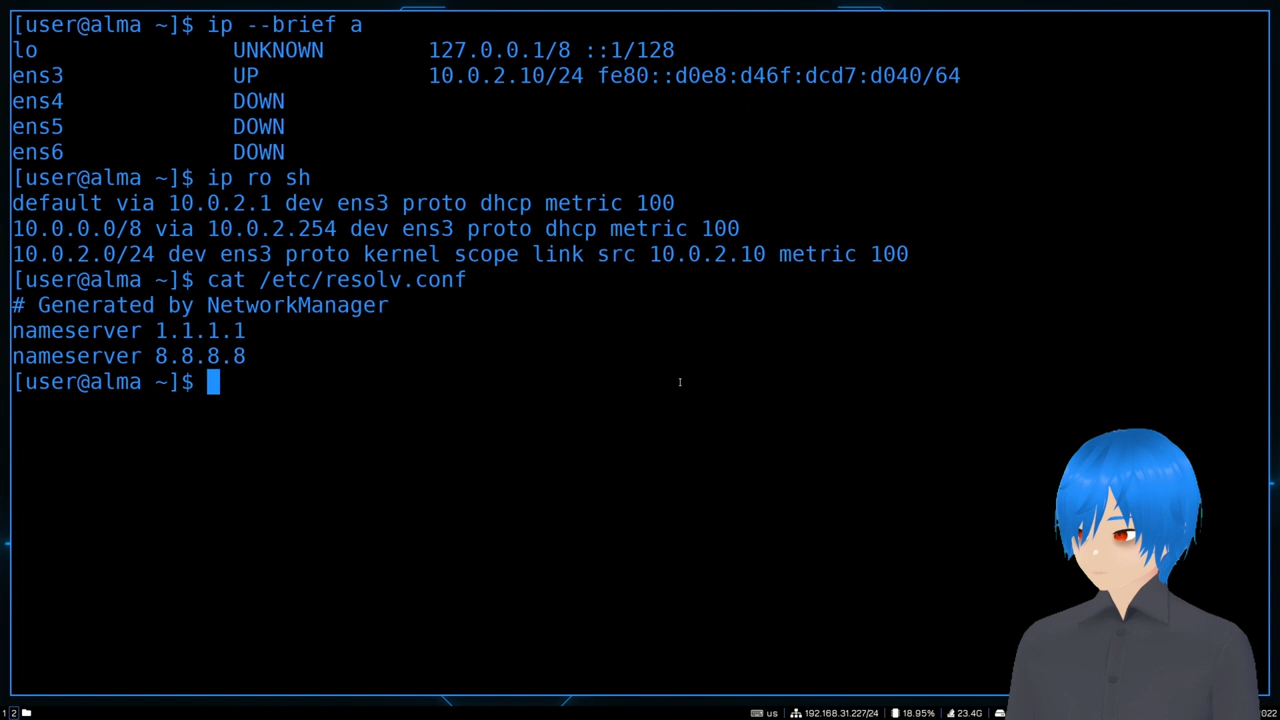 [user@alma ~]$ ip --brief a
lo UNKNOWN 127.0.0.1/8 ::1/128
ens3 UP 10.0.2.10/24 fe80::d0e8:d46f:dcd7:d040/64
ens4 DOWN
ens5 DOWN
ens6 DOWN
[user@alma ~]$ ip ro sh
default via 10.0.2.1 dev ens3 proto dhcp metric 100
10.0.0.0/8 via 10.0.2.254 dev ens3 proto dhcp metric 100
10.0.2.0/24 dev ens3 proto kernel scope link src 10.0.2.10 metric 100
[user@alma ~]$ cat /etc/resolv.conf
# Generated by NetworkManager
nameserver 1.1.1.1
nameserver 8.8.8.8
[user@alma ~]$
1 2 us 192.168.31.227/24 18.95% 23.4G 022